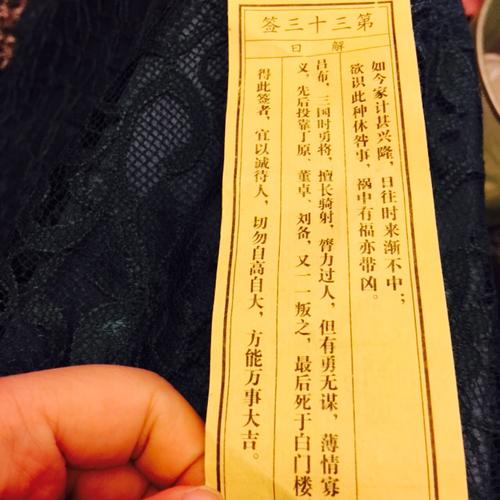 第三十三签
解曰
如今家计甚兴隆，日往时来渐不中；
欲识此种休咎事，祸中有福亦带凶。
吕布，三国时勇将，擅长骑射，膂力过人，但有勇无谋，薄情寡
义，先后投靠丁原、董卓、刘备，又一一叛之，最后死于白门楼
得此签者，宜以诚待人，切勿自高自大，方能万事大吉。